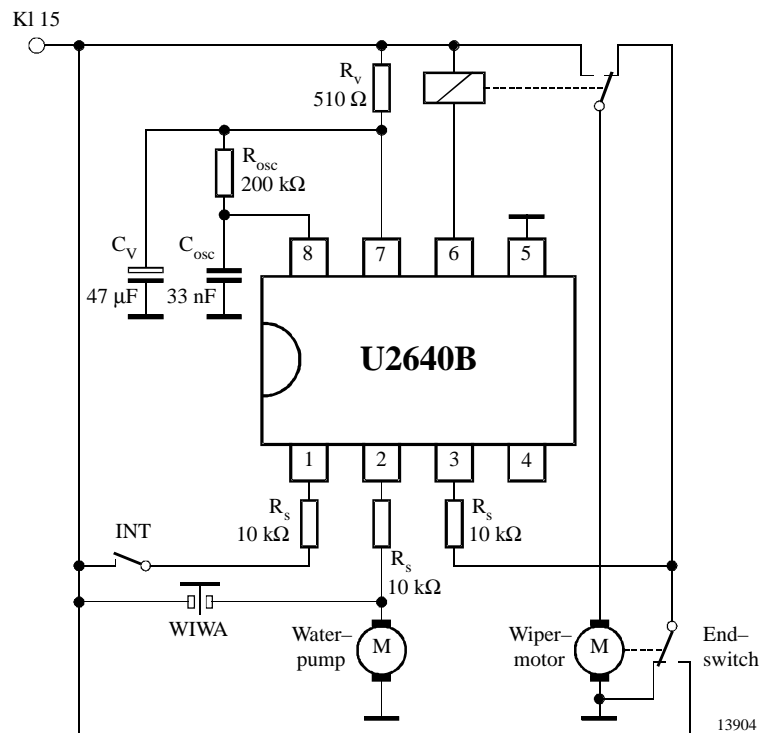 Kl 15
Rv
510 Ω
Rosc
200 kΩ
CV
47 μF
Cosc
33 nF
8
7
6
5
U2640B
1
2
3
4
Rs
10 kΩ
Rs
10 kΩ
Rs
10 kΩ
INT
WIWA
Water–
pump
M
Wiper–
motor
M
End–
switch
13904